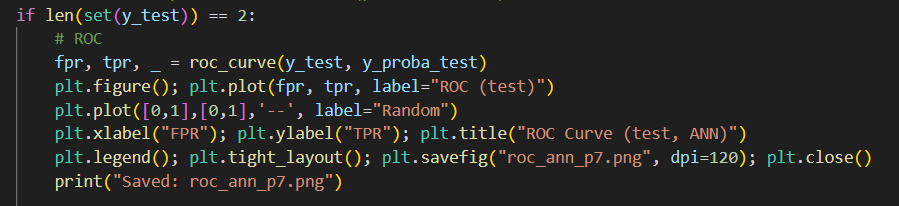 if len(set(y_test)) == 2:
    # ROC
    fpr, tpr, _ = roc_curve(y_test, y_proba_test)
    plt.figure(); plt.plot(fpr, tpr, label="ROC (test)")
    plt.plot([0,1],[0,1],'--', label="Random")
    plt.xlabel("FPR"); plt.ylabel("TPR"); plt.title("ROC Curve (test, ANN)")
    plt.legend(); plt.tight_layout(); plt.savefig("roc_ann_p7.png", dpi=120); plt.close()
    print("Saved: roc_ann_p7.png")